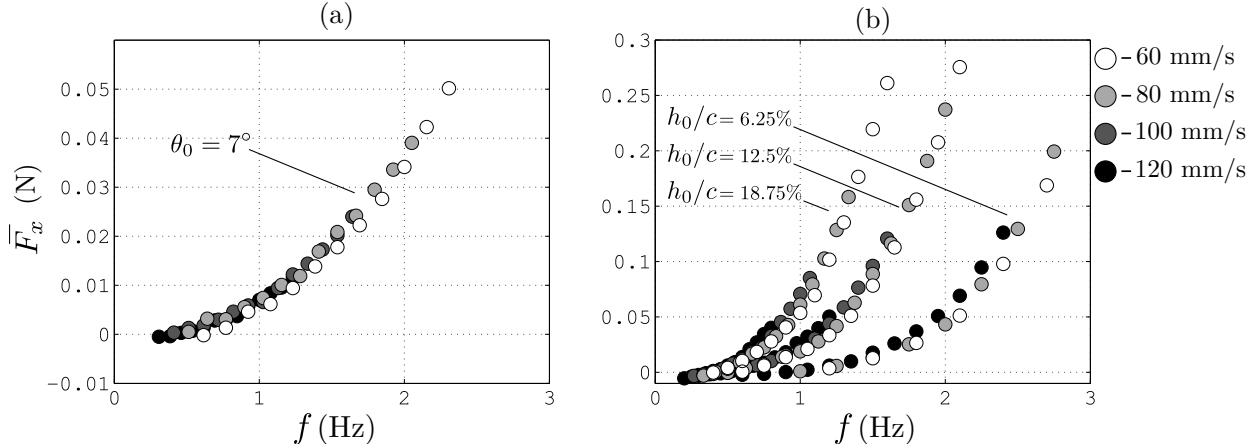 (a)
0.05
0.04
0.03
0.02
0.01
0
-0.01
0
1
2
3
θ₀ = 7°
F̅ₓ (N)
f (Hz)
(b)
0.3
0.25
0.2
0.15
0.1
0.05
0
0
1
2
3
h₀/c = 6.25%
h₀/c = 12.5%
h₀/c = 18.75%
f (Hz)
-60 mm/s
-80 mm/s
-100 mm/s
-120 mm/s